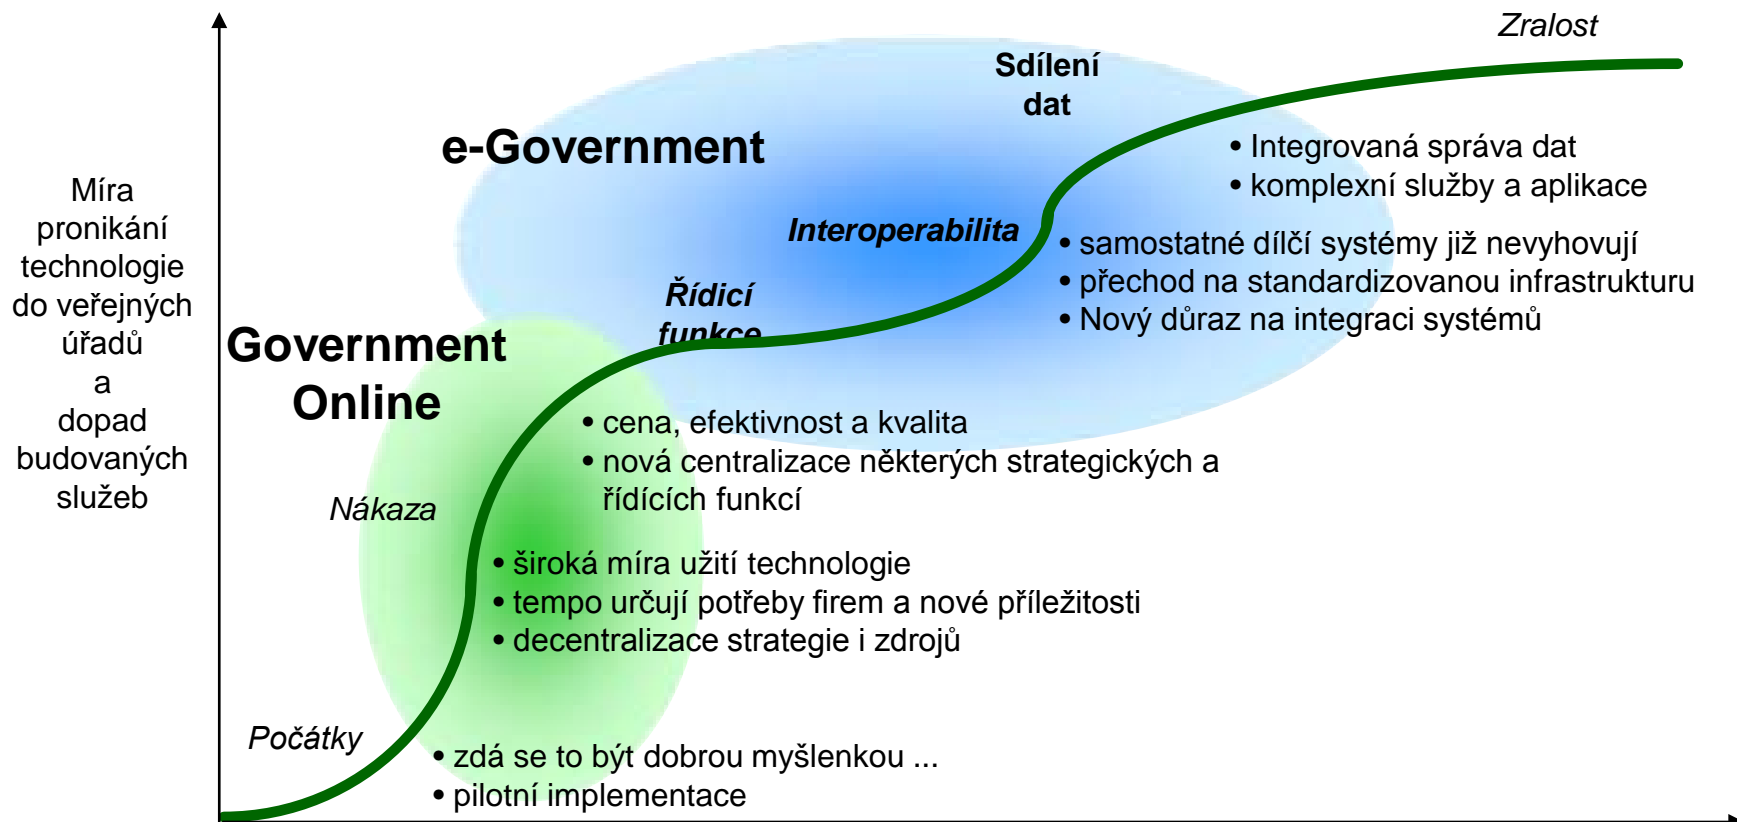 Zralost
Sdílení
dat
e-Government
• Integrovaná správa dat
• komplexní služby a aplikace
Míra
pronikání
technologie
do veřejných
úřadů
a
dopad
budovaných
služeb
Interoperabilita
• samostatné dílčí systémy již nevyhovují
• přechod na standardizovanou infrastrukturu
• Nový důraz na integraci systémů
Řídicí
funkce
Government
Online
• cena, efektivnost a kvalita
• nová centralizace některých strategických a
řídících funkcí
Nákaza
• široká míra užití technologie
• tempo určují potřeby firem a nové příležitosti
• decentralizace strategie i zdrojů
Počátky
• zdá se to být dobrou myšlenkou ...
• pilotní implementace